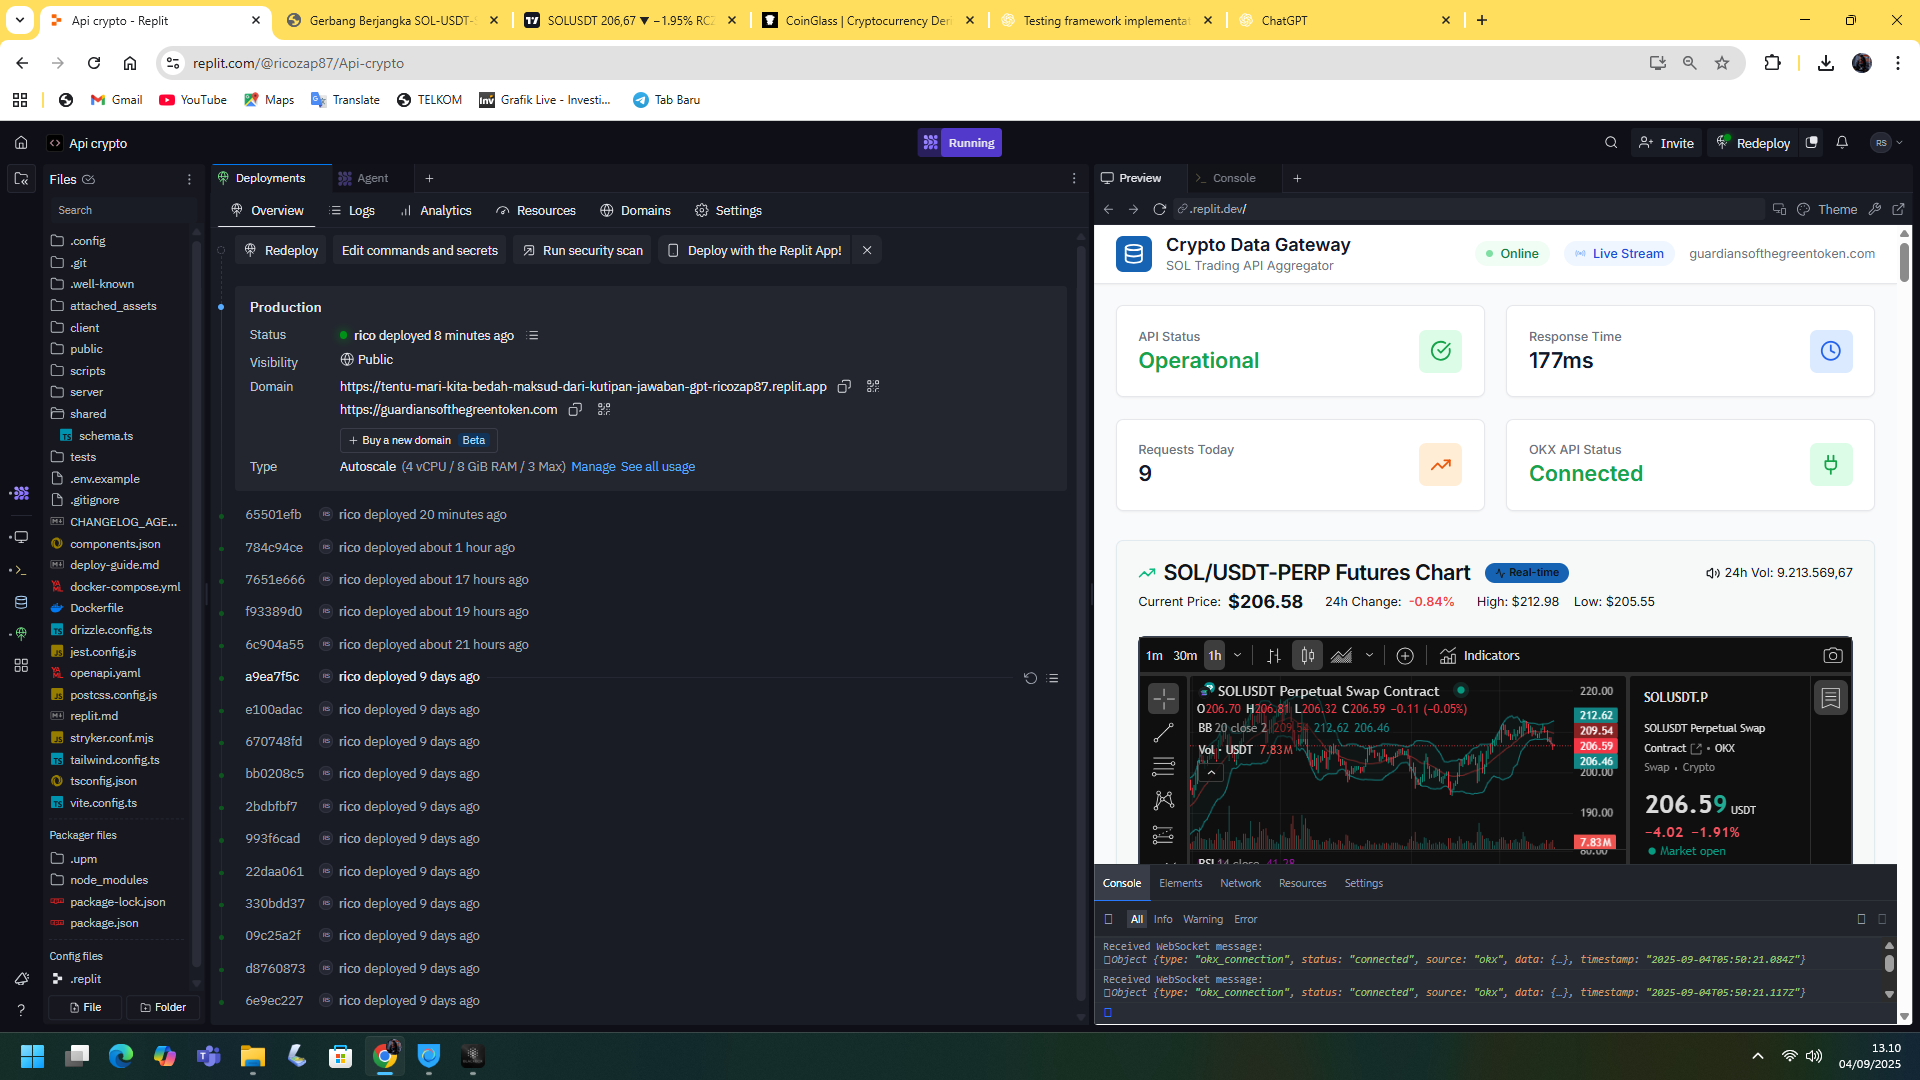 Api crypto - Replit
Gerbang Berjangka SOL-USDT-S
SOLUSDT 206,67 ▼ −1.95% RCZ
CoinGlass | Cryptocurrency Deri
Testing framework implementat
ChatGPT
replit.com/@ricozap87/Api-crypto
Gmail
YouTube
Maps
Translate
TELKOM
Grafik Live - Investi...
Tab Baru
Api crypto
Running
Invite
Redeploy
RS
Files
Search
.config
.git
.well-known
attached_assets
client
public
scripts
server
shared
schema.ts
tests
.env.example
.gitignore
CHANGELOG_AGE...
components.json
deploy-guide.md
docker-compose.yml
Dockerfile
drizzle.config.ts
jest.config.js
openapi.yaml
postcss.config.js
replit.md
stryker.conf.mjs
tailwind.config.ts
tsconfig.json
vite.config.ts
Packager files
.upm
node_modules
package-lock.json
package.json
Config files
.replit
File
Folder
Deployments
Agent
Overview
Logs
Analytics
Resources
Domains
Settings
Redeploy
Edit commands and secrets
Run security scan
Deploy with the Replit App!
Production
Status
rico deployed 8 minutes ago
Visibility
Public
Domain
https://tentu-mari-kita-bedah-maksud-dari-kutipan-jawaban-gpt-ricozap87.replit.app
https://guardiansofthegreentoken.com
+ Buy a new domain Beta
Type
Autoscale (4 vCPU / 8 GiB RAM / 3 Max) Manage See all usage
65501efb RS rico deployed 20 minutes ago
784c94ce RS rico deployed about 1 hour ago
7651e666 RS rico deployed about 17 hours ago
f93389d0 RS rico deployed about 19 hours ago
6c904a55 RS rico deployed about 21 hours ago
a9ea7f5c RS rico deployed 9 days ago
e100adac RS rico deployed 9 days ago
670748fd RS rico deployed 9 days ago
bb0208c5 RS rico deployed 9 days ago
2bdbfbf7 RS rico deployed 9 days ago
993f6cad RS rico deployed 9 days ago
22daa061 RS rico deployed 9 days ago
330bdd37 RS rico deployed 9 days ago
09c25a2f RS rico deployed 9 days ago
d8760873 RS rico deployed 9 days ago
6e9ec227 RS rico deployed 9 days ago
Preview
Console
.replit.dev/
Theme
Crypto Data Gateway
SOL Trading API Aggregator
Online
Live Stream
guardiansofthegreentoken.com
API Status
Operational
Response Time
177ms
Requests Today
9
OKX API Status
Connected
SOL/USDT-PERP Futures Chart
Real-time
24h Vol: 9.213.569,67
Current Price: $206.58
24h Change: -0.84%
High: $212.98
Low: $205.55
1m 30m 1h
Indicators
SOLUSDT Perpetual Swap Contract
O206.70 H206.81 L206.32 C206.59 −0.11 (−0.05%)
BB 20 close 2 209.54 212.62 206.46
Vol · USDT 7.83M
RSI 14 close 41.28
220.00
212.62
209.54
206.59
206.46
200.00
190.00
7.83M
80.00
SOLUSDT.P
SOLUSDT Perpetual Swap
Contract • OKX
Swap • Crypto
206.59 USDT
−4.02 −1.91%
Market open
Console
Elements
Network
Resources
Settings
All
Info
Warning
Error
Received WebSocket message:
Object {type: "okx_connection", status: "connected", source: "okx", data: {…}, timestamp: "2025-09-04T05:50:21.084Z"}
Received WebSocket message:
Object {type: "okx_connection", status: "connected", source: "okx", data: {…}, timestamp: "2025-09-04T05:50:21.117Z"}
13.10
04/09/2025